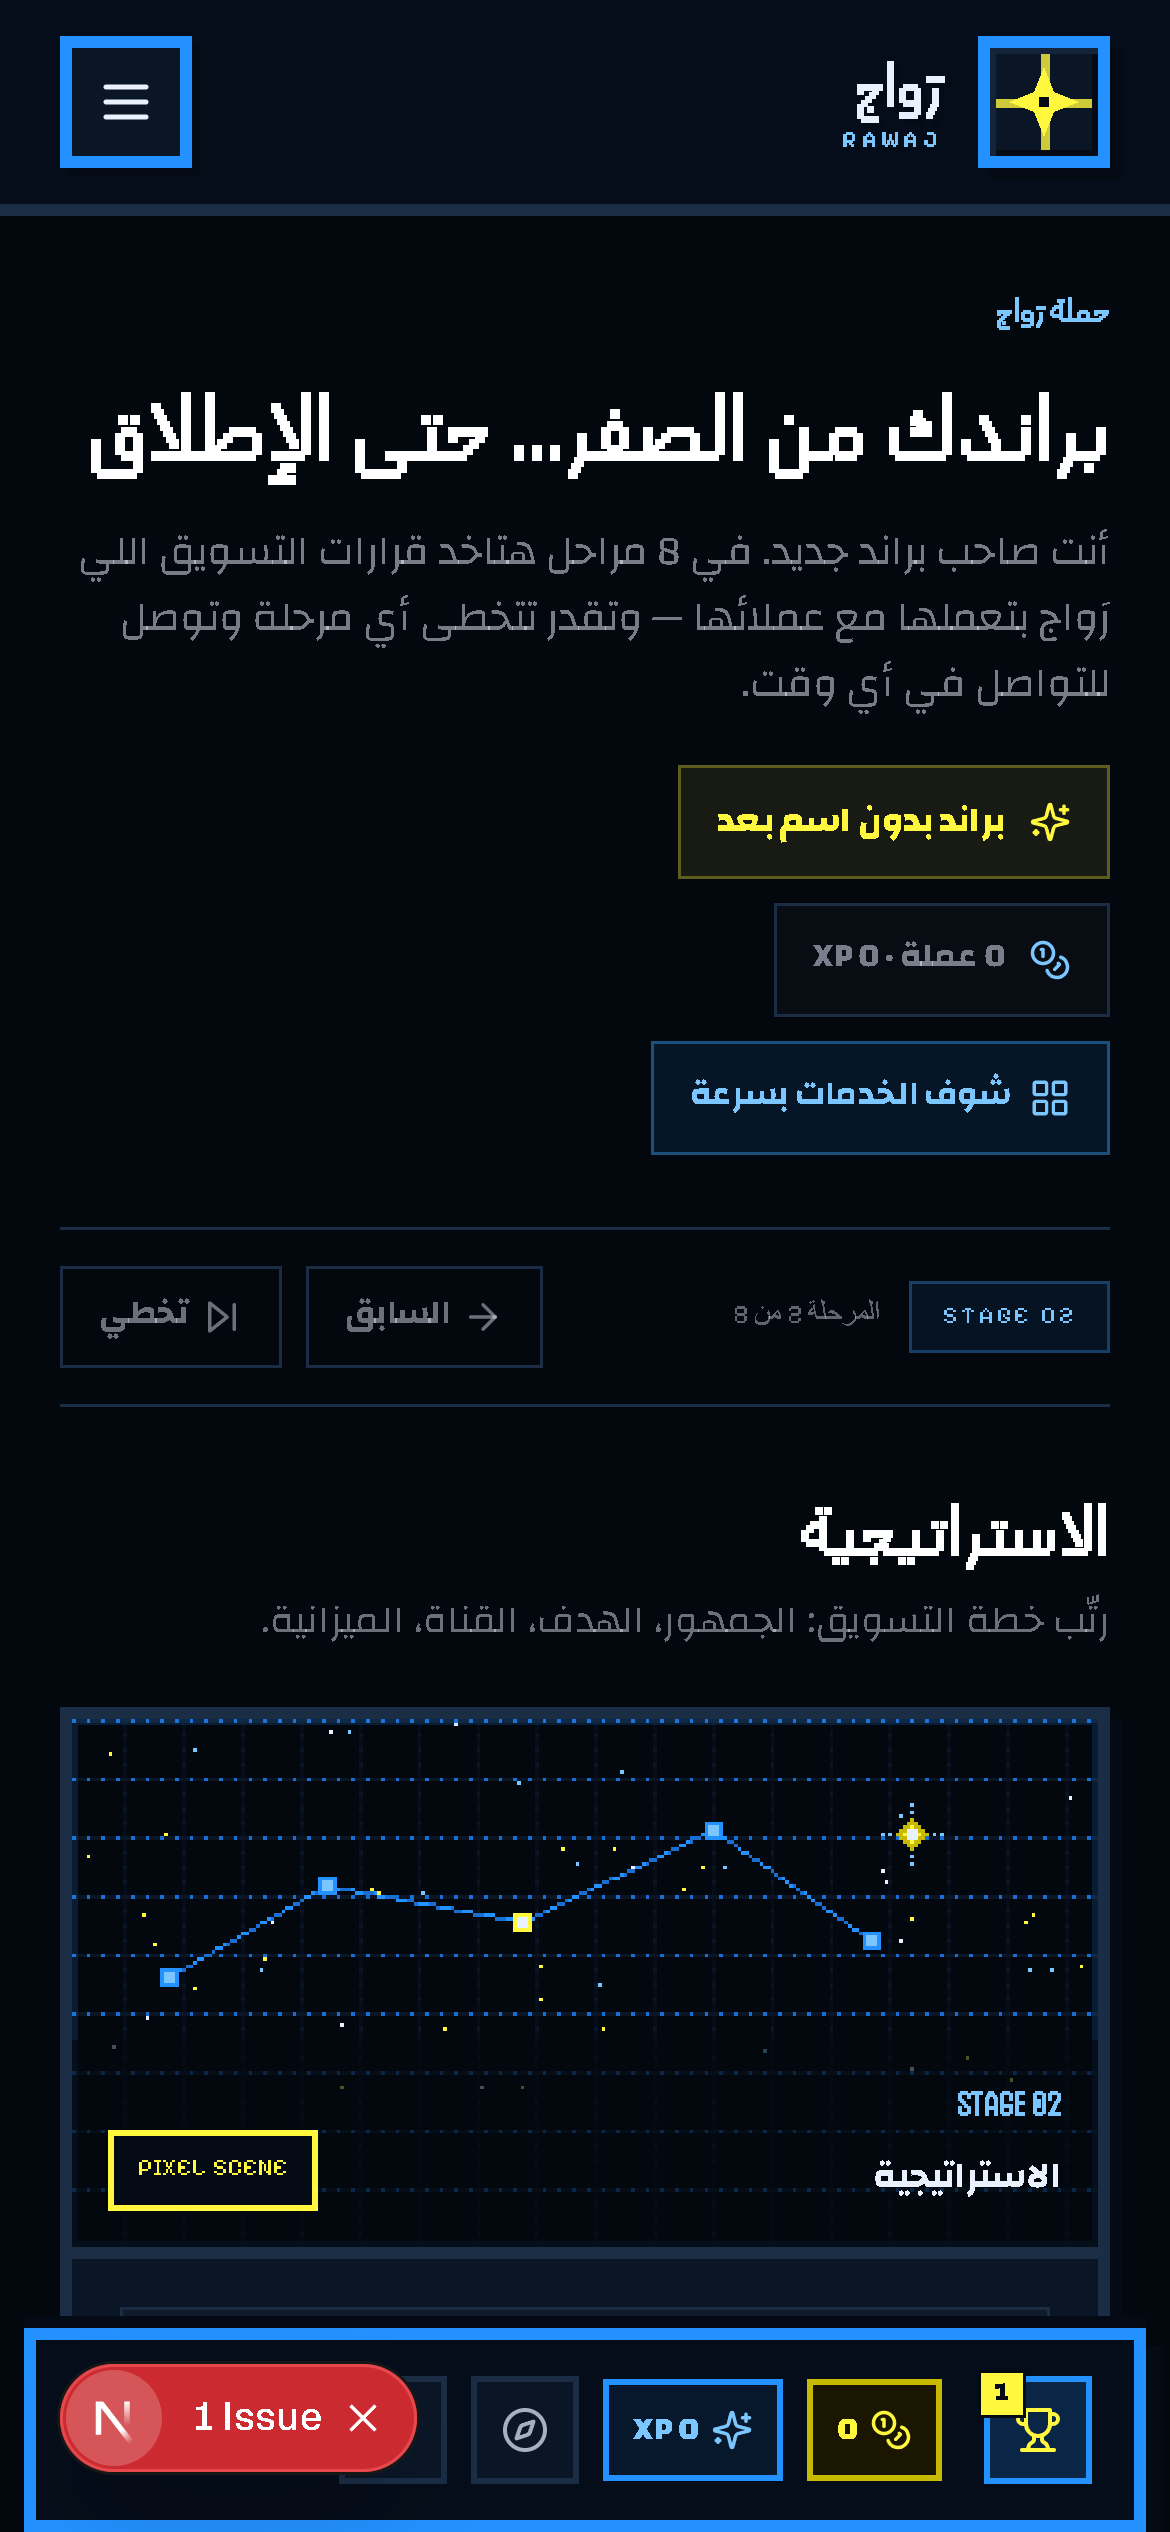 رَواج
RAWAJ
حملة رَواج
براندك من الصفر... حتى الإطلاق
أنت صاحب براند جديد. في 8 مراحل هتاخد قرارات التسويق اللي
رَواج بتعملها مع عملائها — وتقدر تتخطى أي مرحلة وتوصل
للتواصل في أي وقت.
براند بدون اسم بعد
0 عملة · 0 XP
شوف الخدمات بسرعة
STAGE 02
المرحلة 2 من 8
السابق
تخطي
الاستراتيجية
رتّب خطة التسويق: الجمهور، الهدف، القناة، الميزانية.
STAGE 02
الاستراتيجية
PIXEL SCENE
1
0
XP 0
N
1 Issue